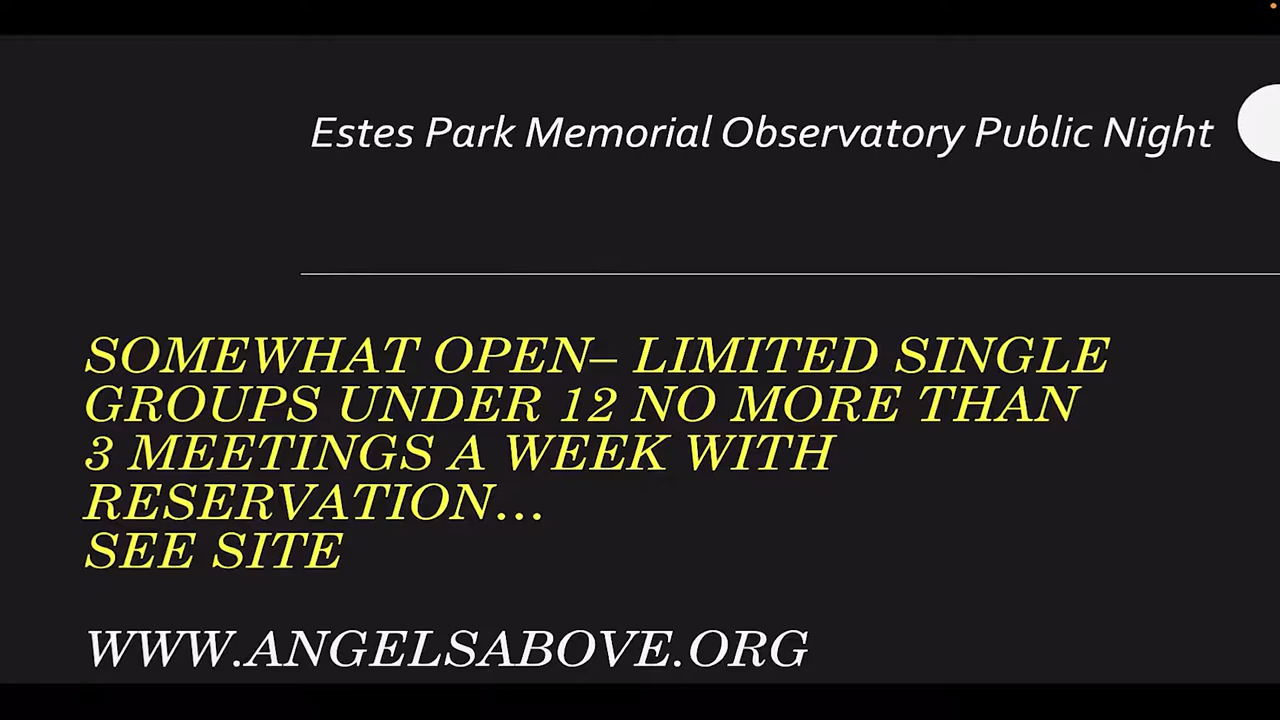 Estes Park Memorial Observatory Public Night
SOMEWHAT OPEN– LIMITED SINGLE
GROUPS UNDER 12 NO MORE THAN
3 MEETINGS A WEEK WITH
RESERVATION…
SEE SITE
WWW.ANGELSABOVE.ORG